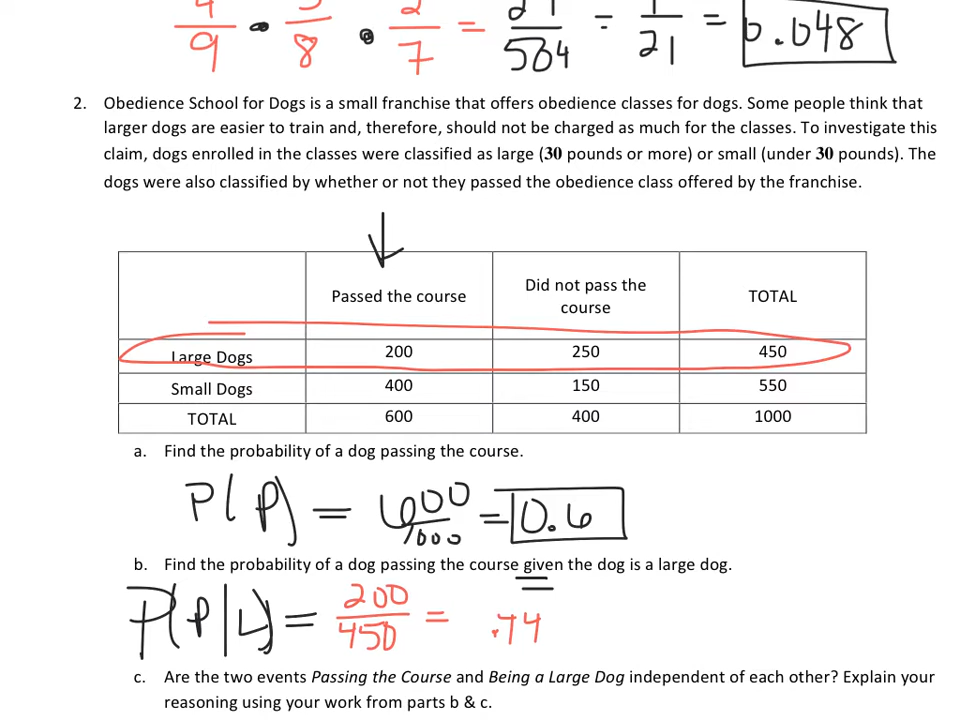 4/9 · 3/8 · 2/7 = 24/504 = 1/21 = 0.048
2. Obedience School for Dogs is a small franchise that offers obedience classes for dogs. Some people think that
larger dogs are easier to train and, therefore, should not be charged as much for the classes. To investigate this
claim, dogs enrolled in the classes were classified as large (30 pounds or more) or small (under 30 pounds). The
dogs were also classified by whether or not they passed the obedience class offered by the franchise.
Passed the course
Did not pass the
course
TOTAL
Large Dogs 200 250 450
Small Dogs 400 150 550
TOTAL 600 400 1000
a. Find the probability of a dog passing the course.
P(P) = 600/1000 = 0.6
b. Find the probability of a dog passing the course given the dog is a large dog.
P(P|L) = 200/450 = .44
c. Are the two events Passing the Course and Being a Large Dog independent of each other? Explain your
reasoning using your work from parts b & c.